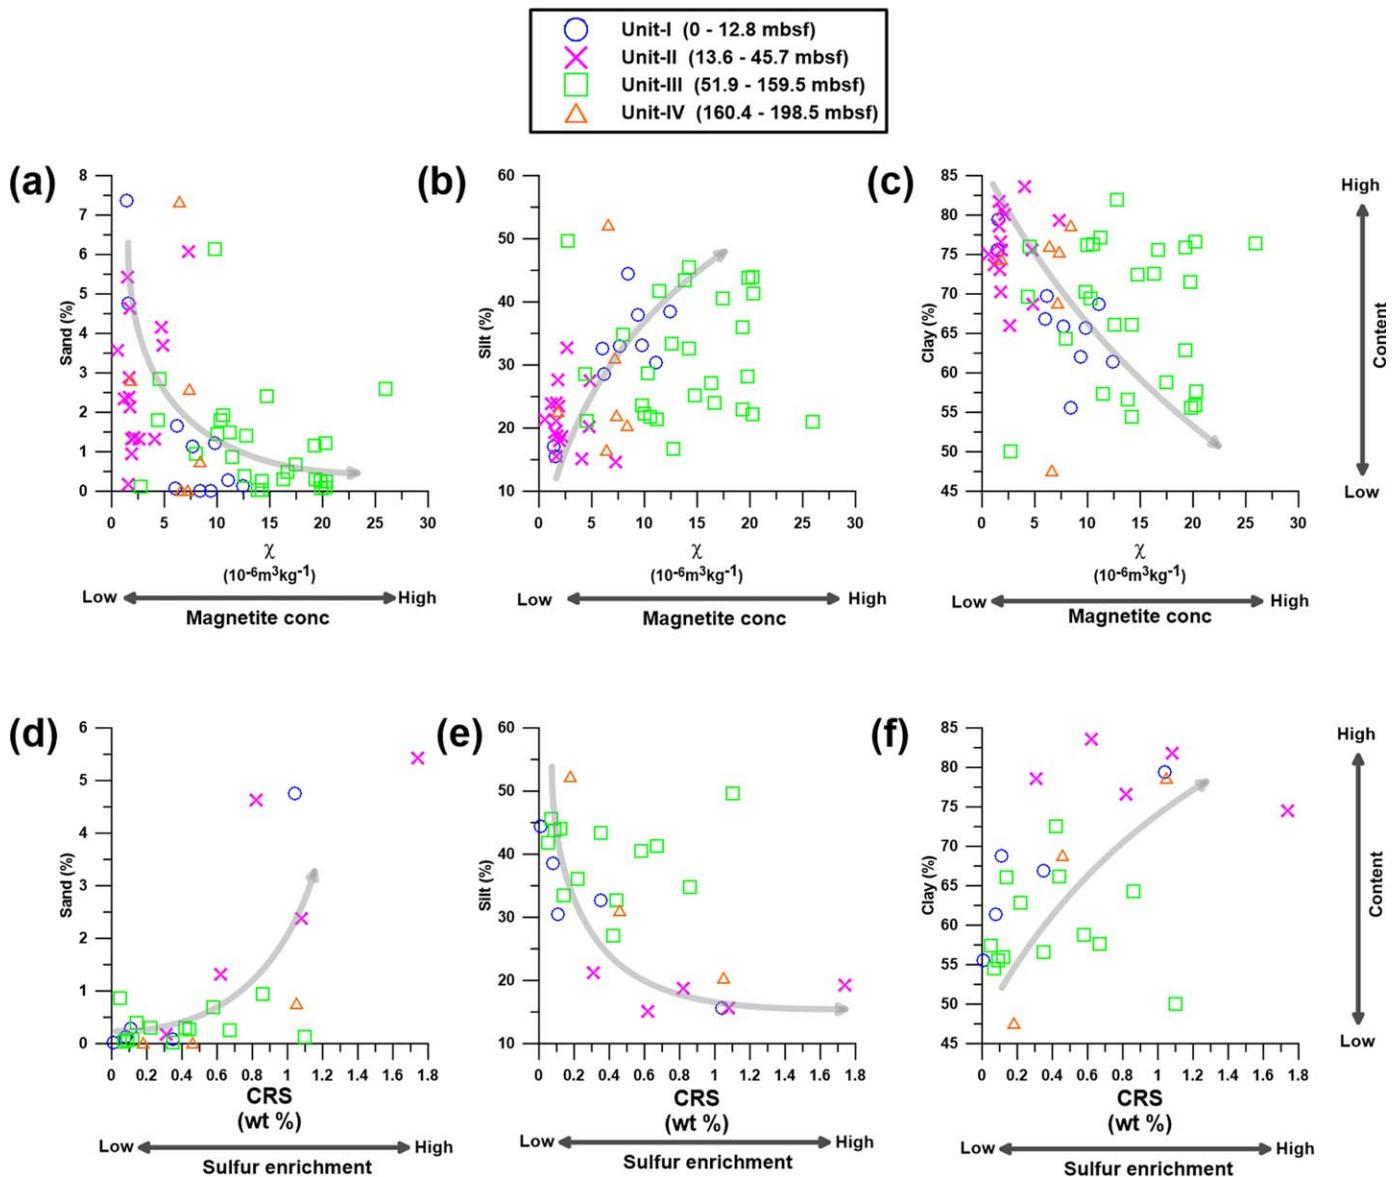 Unit-I (0 - 12.8 mbsf)
Unit-II (13.6 - 45.7 mbsf)
Unit-III (51.9 - 159.5 mbsf)
Unit-IV (160.4 - 198.5 mbsf)
(a)
8
7
6
5
4
3
2
1
0
Sand (%)
0 5 10 15 20 25 30
χ
(10⁻⁶m³kg⁻¹)
Low High
Magnetite conc
(b)
60
50
40
30
20
10
Silt (%)
0 5 10 15 20 25 30
χ
(10⁻⁶m³kg⁻¹)
Low High
Magnetite conc
(c)
85
80
75
70
65
60
55
50
45
Clay (%)
0 5 10 15 20 25 30
χ
(10⁻⁶m³kg⁻¹)
Low High
Magnetite conc
High
Content
Low
(d)
6
5
4
3
2
1
0
Sand (%)
0 0.2 0.4 0.6 0.8 1 1.2 1.4 1.6 1.8
CRS
(wt %)
Low High
Sulfur enrichment
(e)
60
50
40
30
20
10
Silt (%)
0 0.2 0.4 0.6 0.8 1 1.2 1.4 1.6 1.8
CRS
(wt %)
Low High
Sulfur enrichment
(f)
85
80
75
70
65
60
55
50
45
Clay (%)
0 0.2 0.4 0.6 0.8 1 1.2 1.4 1.6 1.8
CRS
(wt %)
Low High
Sulfur enrichment
High
Content
Low